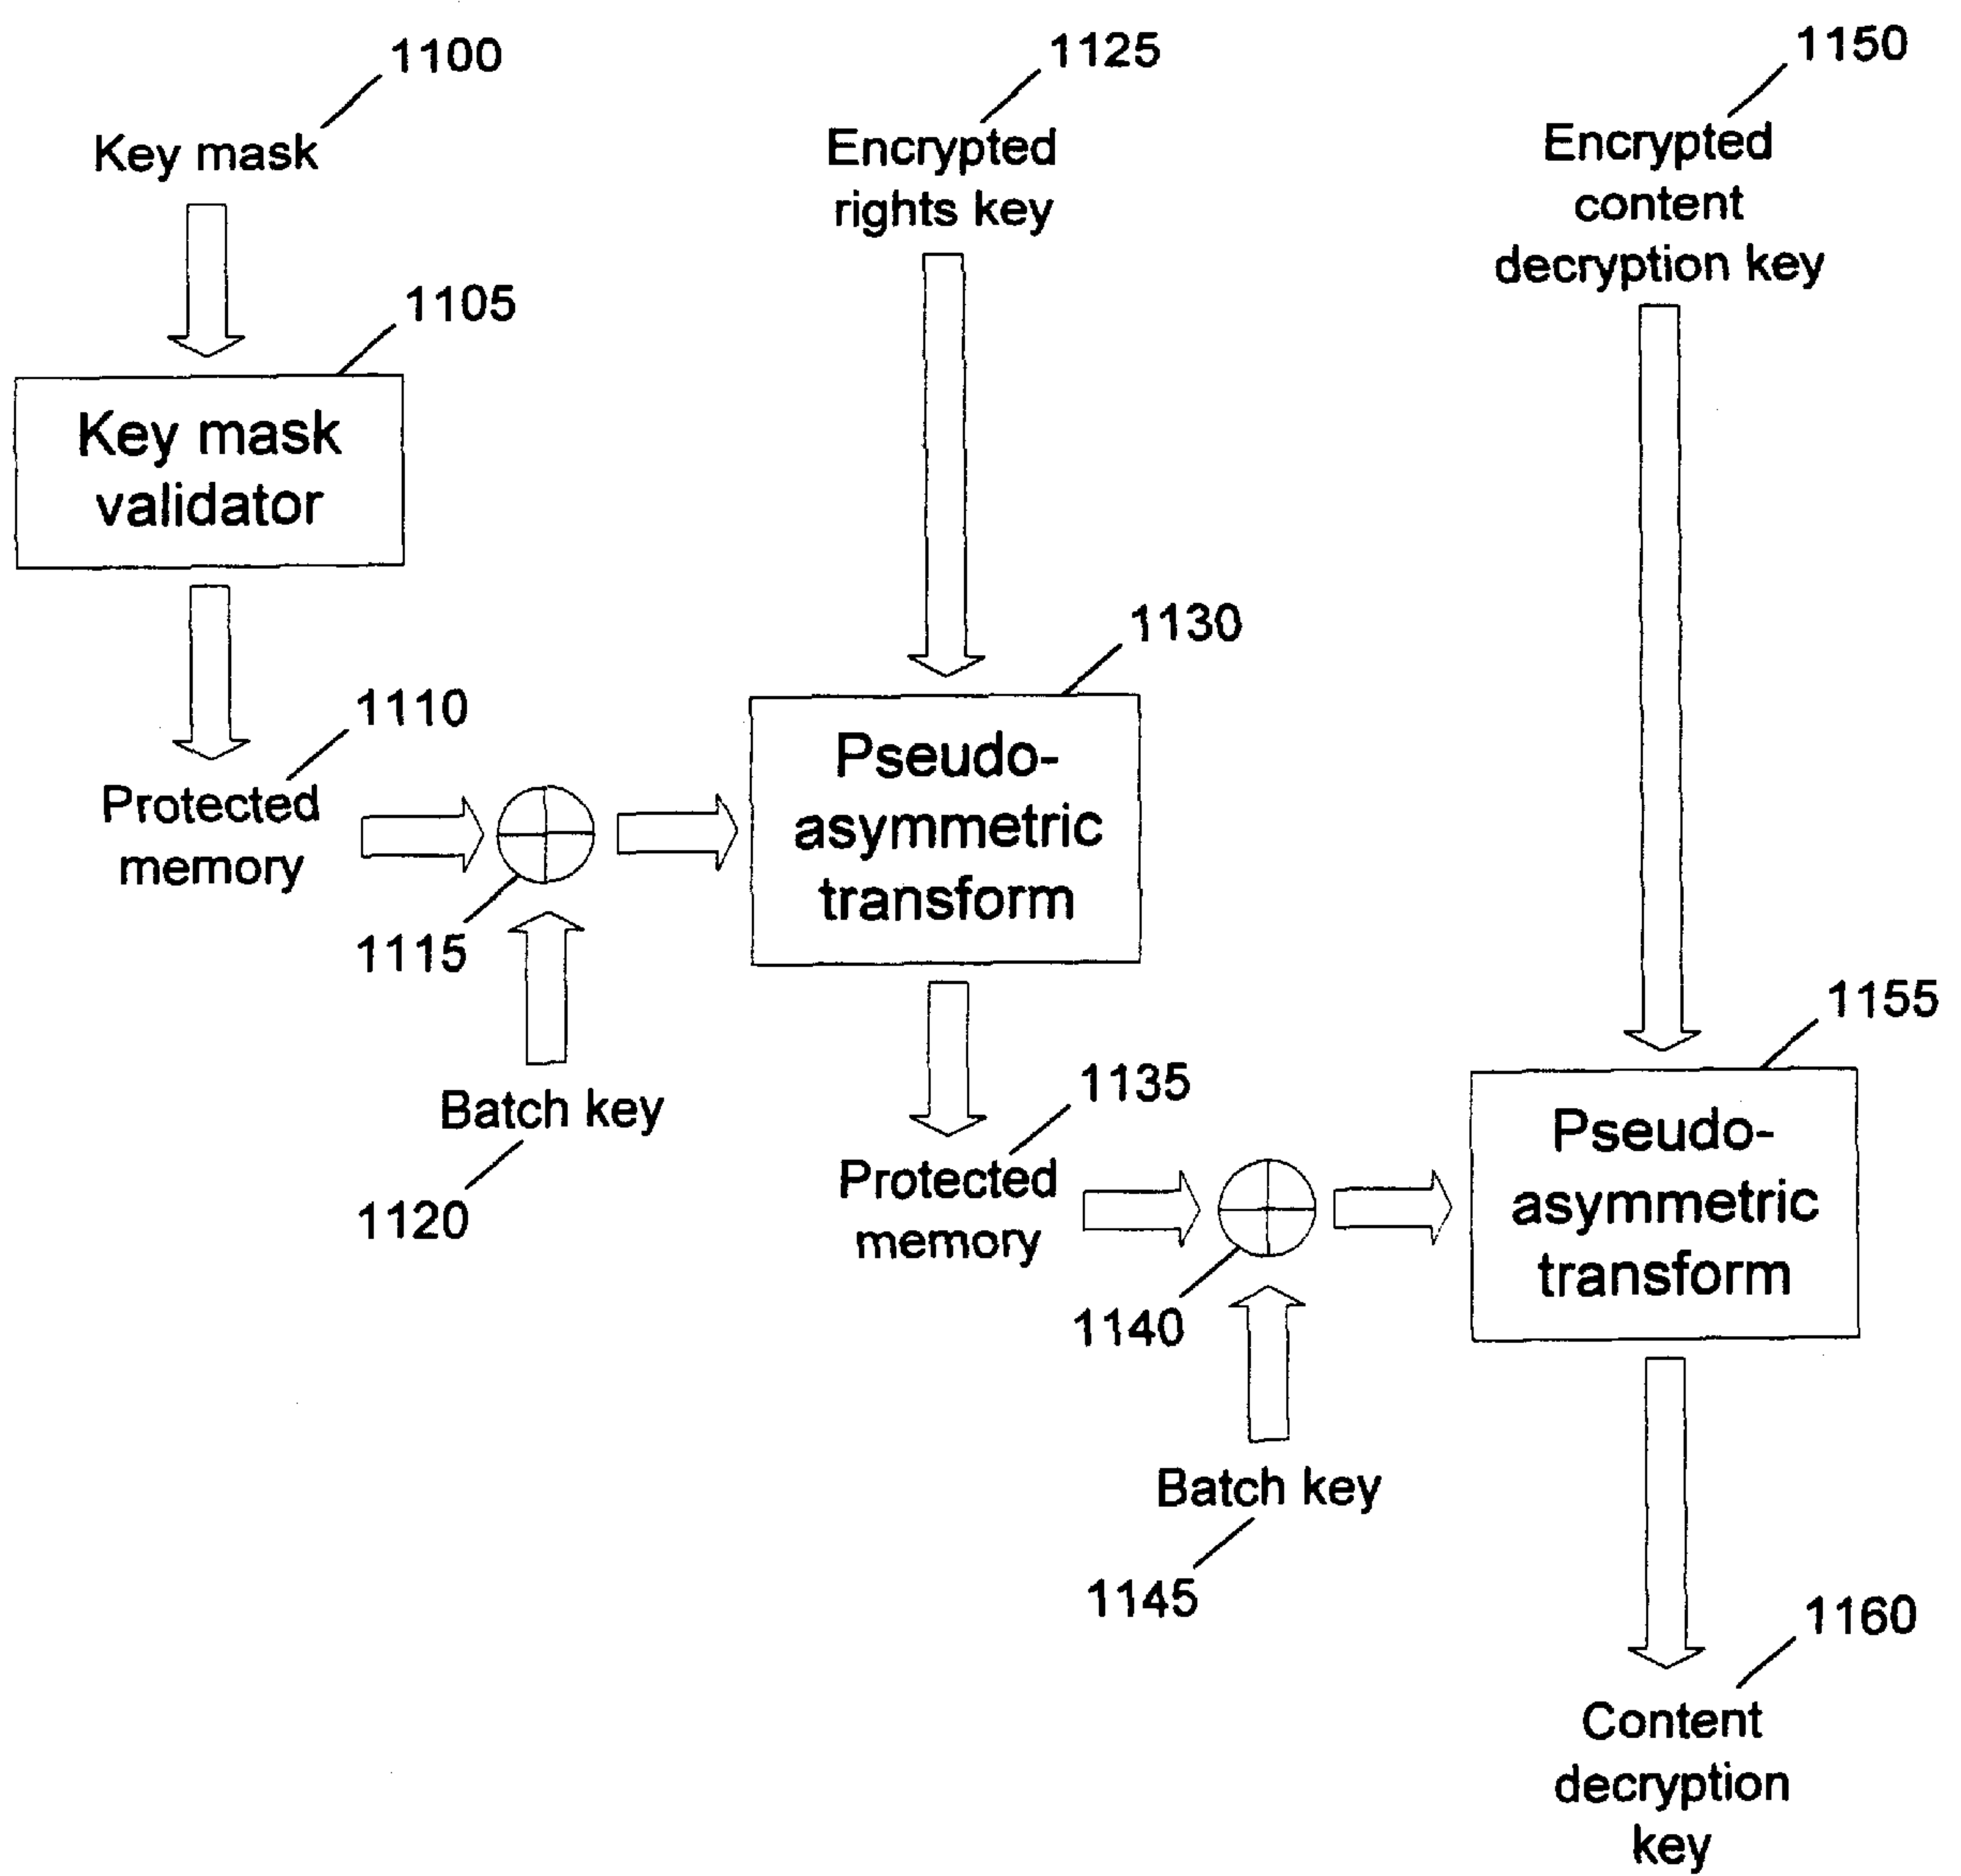 1100
Key mask
1105
Key mask
validator
1110
Protected
memory
1115
Batch key
1120
1125
Encrypted
rights key
1130
Pseudo-
asymmetric
transform
1135
Protected
memory
1140
Batch key
1145
1150
Encrypted
content
decryption key
1155
Pseudo-
asymmetric
transform
1160
Content
decryption
key